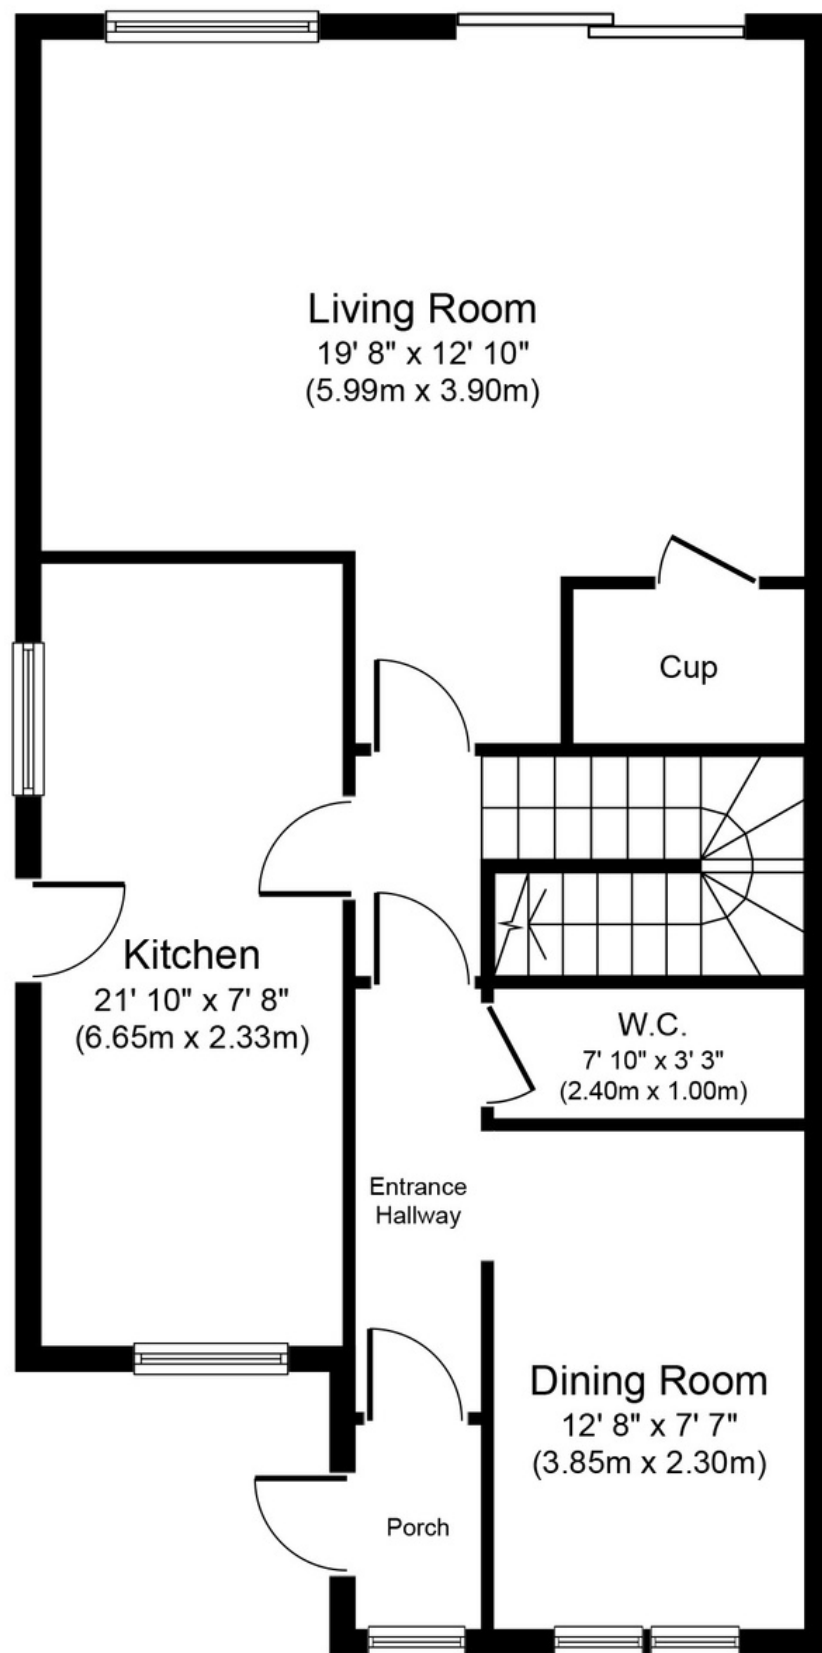 Living Room
19' 8" x 12' 10"
(5.99m x 3.90m)
Cup
Kitchen
21' 10" x 7' 8"
(6.65m x 2.33m)
W.C.
7' 10" x 3' 3"
(2.40m x 1.00m)
Entrance
Hallway
Dining Room
12' 8" x 7' 7"
(3.85m x 2.30m)
Porch